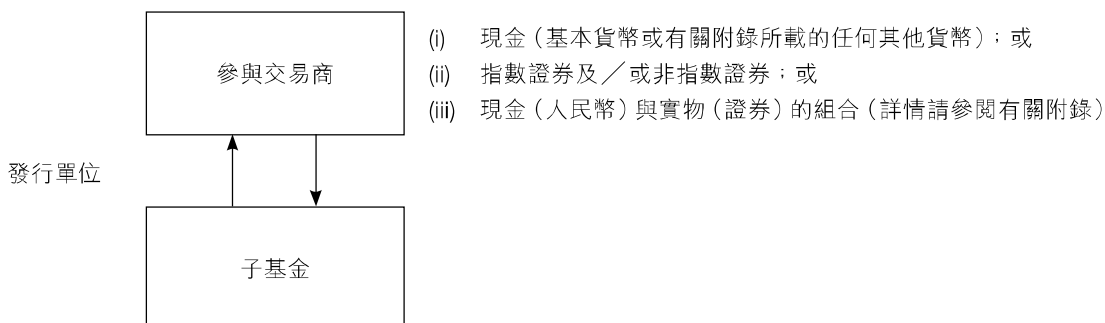 參與交易商
(i) 現金（基本貨幣或有關附錄所載的任何其他貨幣）；或
(ii) 指數證券及／或非指數證券；或
(iii) 現金（人民幣）與實物（證券）的組合（詳情請參閱有關附錄）
發行單位
子基金